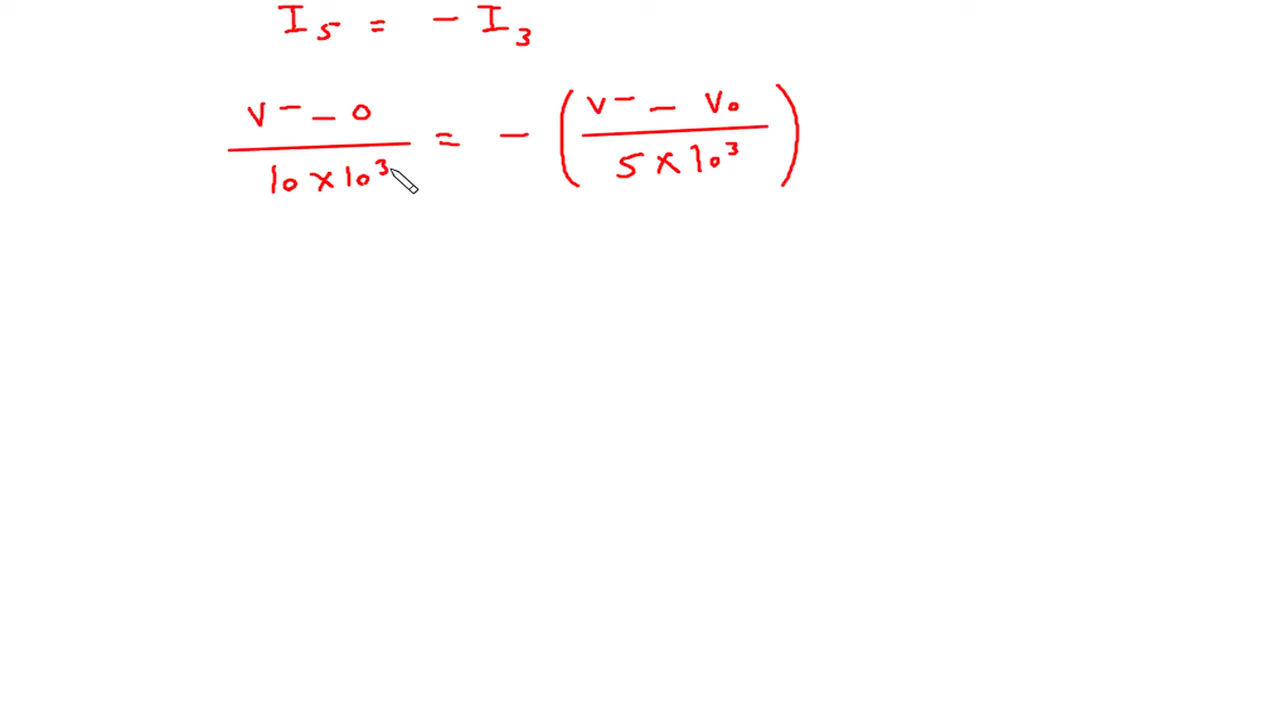 I₅ = - I₃
(V⁻ - 0) / (10 × 10³) = - ( (V⁻ - V₀) / (5 × 10³) )